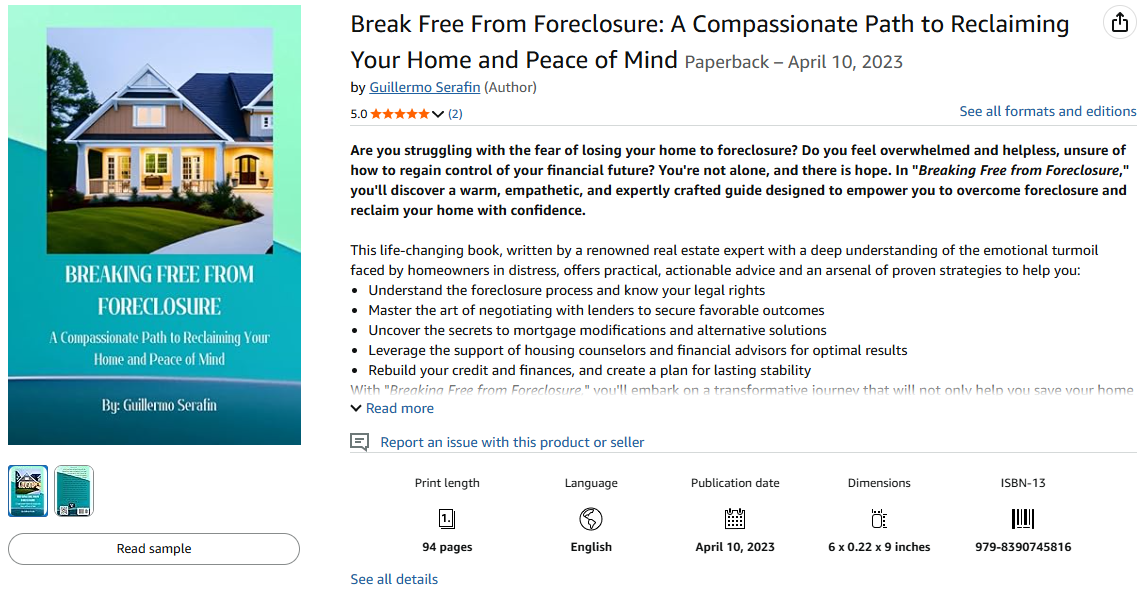 BREAKING FREE FROM
FORECLOSURE
A Compassionate Path to Reclaiming Your
Home and Peace of Mind
By: Guillermo Serafin
Read sample
Break Free From Foreclosure: A Compassionate Path to Reclaiming
Your Home and Peace of Mind Paperback – April 10, 2023
by Guillermo Serafin (Author)
5.0 (2)
See all formats and editions
Are you struggling with the fear of losing your home to foreclosure? Do you feel overwhelmed and helpless, unsure of
how to regain control of your financial future? You're not alone, and there is hope. In "Breaking Free from Foreclosure,"
you'll discover a warm, empathetic, and expertly crafted guide designed to empower you to overcome foreclosure and
reclaim your home with confidence.
This life-changing book, written by a renowned real estate expert with a deep understanding of the emotional turmoil
faced by homeowners in distress, offers practical, actionable advice and an arsenal of proven strategies to help you:
• Understand the foreclosure process and know your legal rights
• Master the art of negotiating with lenders to secure favorable outcomes
• Uncover the secrets to mortgage modifications and alternative solutions
• Leverage the support of housing counselors and financial advisors for optimal results
• Rebuild your credit and finances, and create a plan for lasting stability
With "Breaking Free from Foreclosure," you'll embark on a transformative journey that will not only help you save your home
Read more
Report an issue with this product or seller
Print length
Language
Publication date
Dimensions
ISBN-13
1.
94 pages
English
April 10, 2023
6 x 0.22 x 9 inches
979-8390745816
See all details